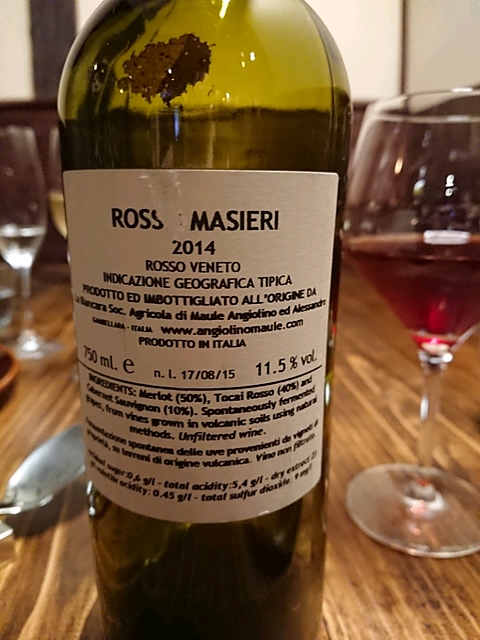 ROSS MASIERI
2014
ROSSO VENETO
INDICAZIONE GEOGRAFICA TIPICA
PRODOTTO ED IMBOTTIGLIATO ALL'ORIGINE DA
La Biancara Soc. Agricola di Maule Angiolino ed Alessandro
GAMBELLARA - ITALIA www.angiolinomaule.com
PRODOTTO IN ITALIA
750 ml. e n. l. 17/08/15 11.5 % vol.
INGREDIENTS: Merlot (50%), Tocai Rosso (40%) and
Cabernet Sauvignon (10%). Spontaneously fermented
grapes, from vines grown in volcanic soils using natural
methods. Unfiltered wine.
Fermentazione spontanea delle uve provenienti da vigneti di
proprietà, su terreni di origine vulcanica. Vino non filtrato.
sugar: 0,6 g/l - total acidity: 5,4 g/l - dry extract:
volatile acidity: 0.45 g/l - total sulfur dioxide: 9 mg/l